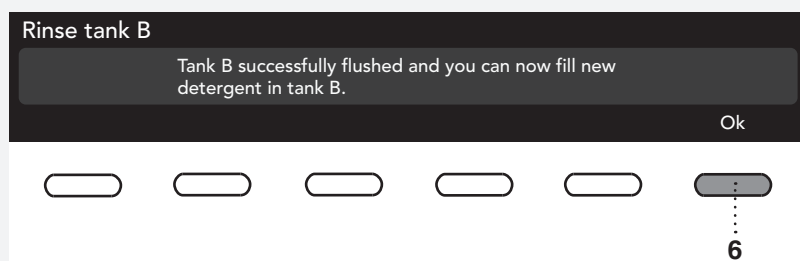 Rinse tank B
Tank B successfully flushed and you can now fill new
detergent in tank B.
Ok
6